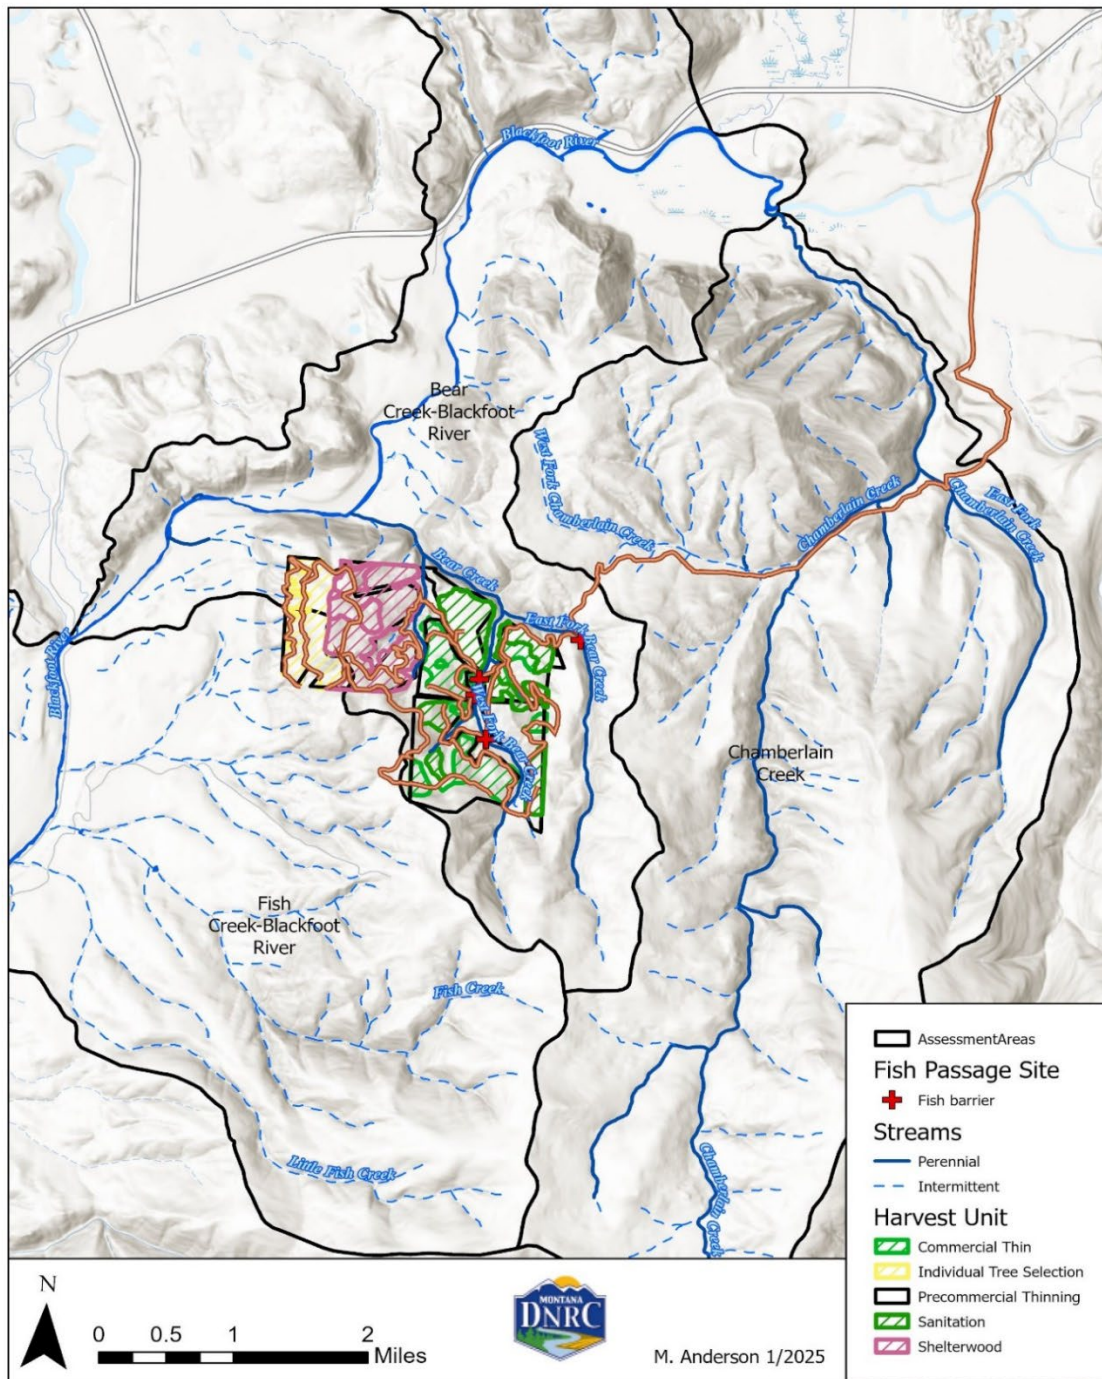 Blackfoot River
Bear
Creek-Blackfoot
River
West Fork Chamberlain Creek
Chamberlain Creek
East Fork
Chamberlain Creek
Bear Creek
East Fork Bear Creek
West Fork Bear Creek
Blackfoot River
Chamberlain
Creek
Fish
Creek-Blackfoot
River
Fish Creek
Little Fish Creek
Chamberlain Creek
AssessmentAreas
Fish Passage Site
Fish barrier
Streams
Perennial
Intermittent
Harvest Unit
Commercial Thin
Individual Tree Selection
Precommercial Thinning
Sanitation
Shelterwood
N
0 0.5 1 2
Miles
MONTANA
DNRC
M. Anderson 1/2025